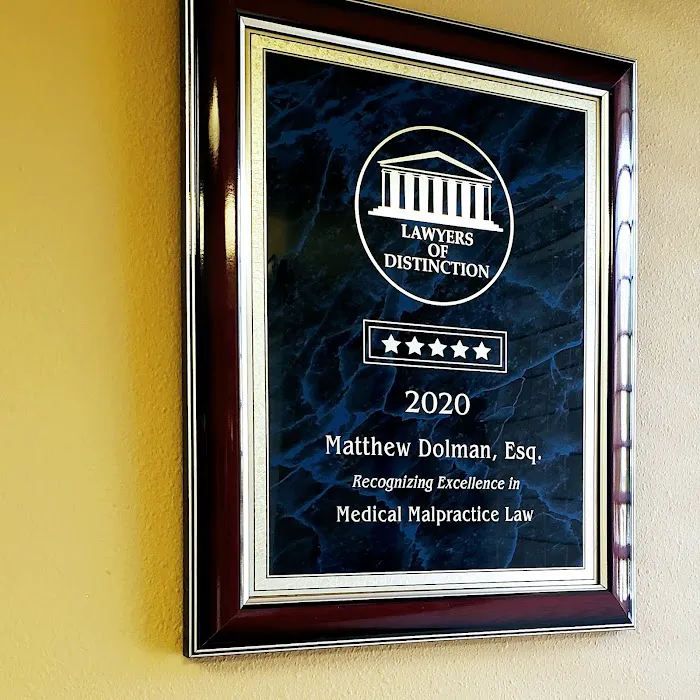 LAWYERS
OF
DISTINCTION
2020
Matthew Dolman, Esq.
Recognizing Excellence in
Medical Malpractice Law